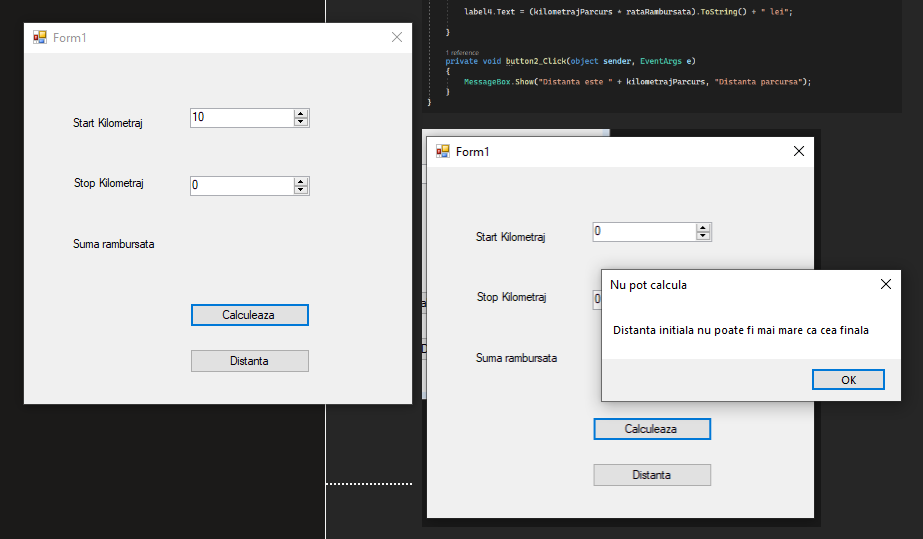 Form1
Start Kilometraj
10
Stop Kilometraj
0
Suma rambursata
Calculeaza
Distanta
label4.Text = (kilometrajParcurs * rataRambursata).ToString() + " lei";
}
1 reference
private void button2_Click(object sender, EventArgs e)
{
MessageBox.Show("Distanta este " + kilometrajParcurs, "Distanta parcursa");
}
}
Form1
Start Kilometraj
0
Stop Kilometraj
0
Suma rambursata
Calculeaza
Distanta
Nu pot calcula
Distanta initiala nu poate fi mai mare ca cea finala
OK